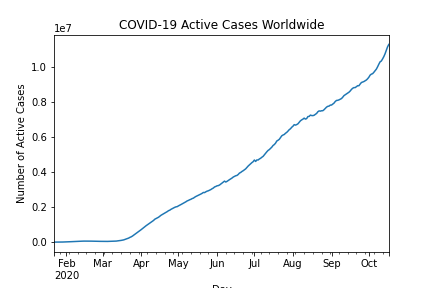 COVID-19 Active Cases Worldwide
1e7
1.0
0.8
0.6
0.4
0.2
0.0
Number of Active Cases
Feb Mar Apr May Jun Jul Aug Sep Oct
2020